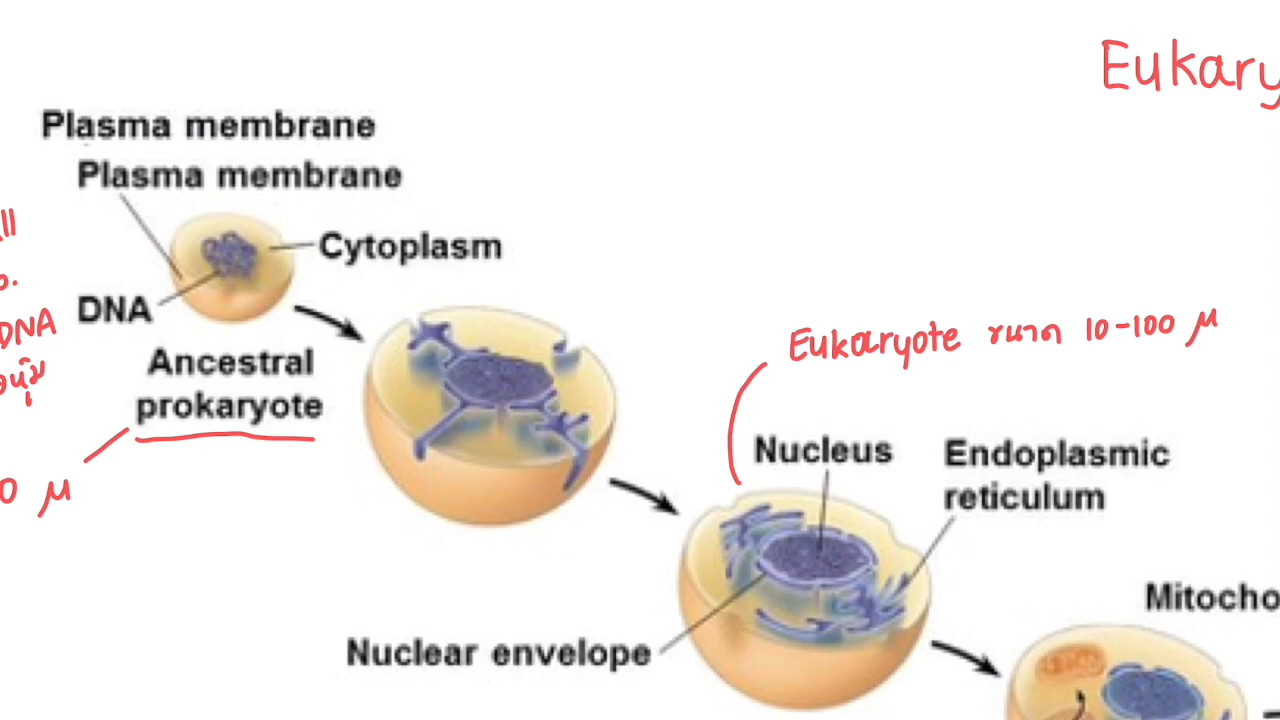 Eukary
Plasma membrane
Plasma membrane
Cytoplasm
DNA
DNA
Ancestral
prokaryote
Eukaryote ขนาด 10-100 μ
Nucleus
Endoplasmic
reticulum
μ
Mitocho
Nuclear envelope